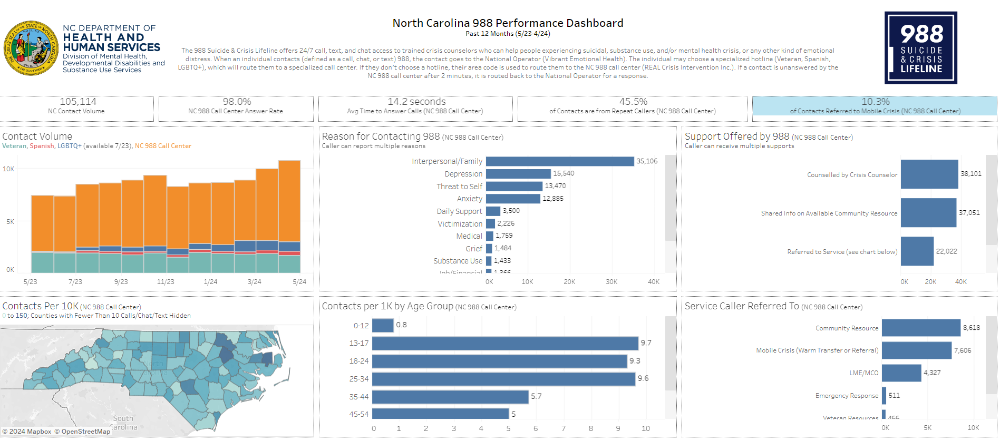 NC DEPARTMENT OF
HEALTH AND
HUMAN SERVICES
Division of Mental Health,
Developmental Disabilities and
Substance Use Services
North Carolina 988 Performance Dashboard
Past 12 Months (5/23-4/24)
The 988 Suicide & Crisis Lifeline offers 24/7 call, text, and chat access to trained crisis counselors who can help people experiencing suicidal, substance use, and/or mental health crisis, or any other kind of emotional
distress. When an individual contacts (defined as a call, chat, or text) 988, the contact goes to the National Operator (Vibrant Emotional Health). The individual may choose a specialized hotline (Veteran, Spanish,
LGBTQ+), which will route them to a specialized call center. If they don't choose a hotline, their area code is used to route them to the NC 988 call center (REAL Crisis Intervention Inc.). If a contact is unanswered by the
NC 988 call center after 2 minutes, it is routed back to the National Operator for a response.
988
SUICIDE
& CRISIS
LIFELINE
105,114
NC Contact Volume
98.0%
NC 988 Call Center Answer Rate
14.2 seconds
Avg Time to Answer Calls (NC 988 Call Center)
45.5%
of Contacts are from Repeat Callers (NC 988 Call Center)
10.3%
of Contacts Referred to Mobile Crisis (NC 988 Call Center)
Contact Volume
Veteran, Spanish, LGBTQ+ (available 7/23), NC 988 Call Center
10K
5K
0K
5/23 7/23 9/23 11/23 1/24 3/24 5/24
Reason for Contacting 988 (NC 988 Call Center)
Caller can report multiple reasons
Interpersonal/Family 35,106
Depression 15,540
Threat to Self 13,470
Anxiety 12,885
Daily Support 3,500
Victimization 2,226
Medical 1,759
Grief 1,484
Substance Use 1,433
Job/Financial 1,366
0K 10K 20K 30K 40K
Support Offered by 988 (NC 988 Call Center)
Caller can receive multiple supports
Counselled by Crisis Counselor 38,101
Shared Info on Available Community Resource 37,051
Referred to Service (see chart below) 22,022
0K 20K 40K
Contacts Per 10K (NC 988 Call Center)
0 to 150; Counties with Fewer Than 10 Calls/Chat/Text Hidden
North
Carolina
South
Carolina
© 2024 Mapbox © OpenStreetMap
Contacts per 1K by Age Group (NC 988 Call Center)
0-12 0.8
13-17 9.7
18-24 9.3
25-34 9.6
35-44 5.7
45-54 5
0 1 2 3 4 5 6 7 8 9 10
Service Caller Referred To (NC 988 Call Center)
Community Resource 8,618
Mobile Crisis (Warm Transfer or Referral) 7,606
LME/MCO 4,327
Emergency Response 511
Veteran Resources 466
0K 5K 10K